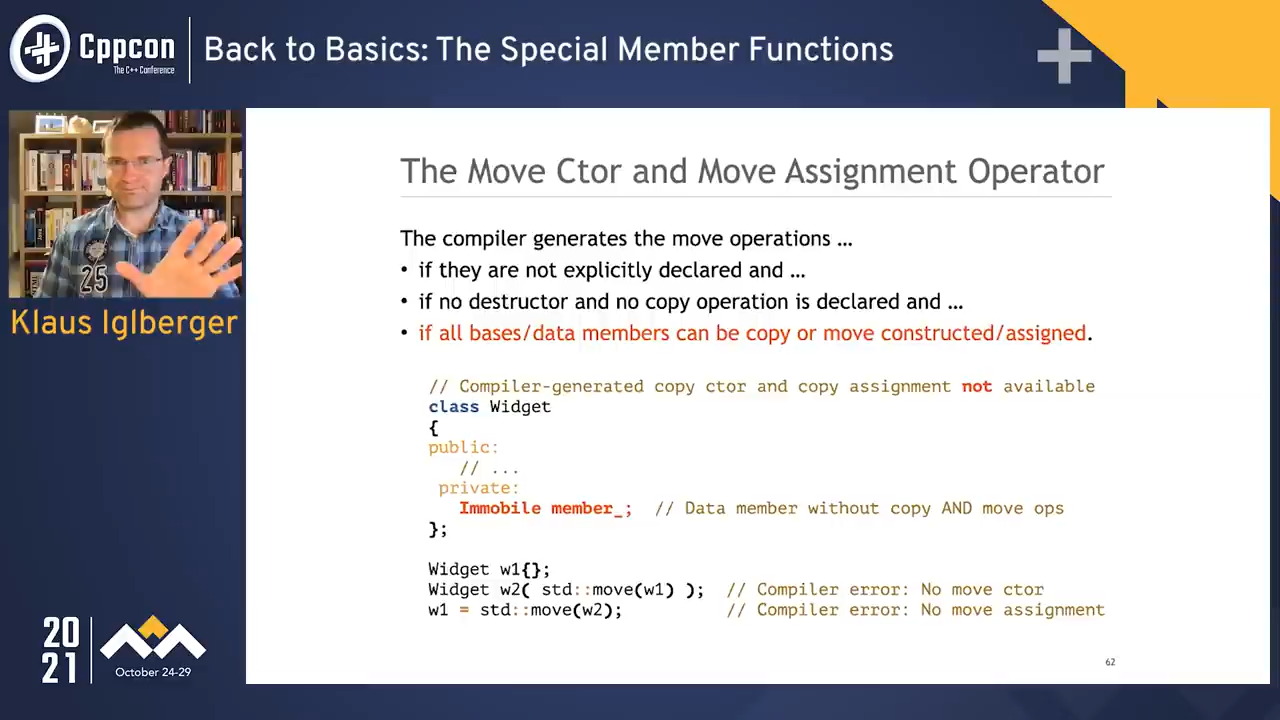 Cppcon
The C++ Conference
Back to Basics: The Special Member Functions
Klaus Iglberger
25
The Move Ctor and Move Assignment Operator
The compiler generates the move operations …
• if they are not explicitly declared and …
• if no destructor and no copy operation is declared and …
• if all bases/data members can be copy or move constructed/assigned.
// Compiler-generated copy ctor and copy assignment not available
class Widget
{
public:
// ...
private:
Immobile member_; // Data member without copy AND move ops
};
Widget w1{};
Widget w2( std::move(w1) ); // Compiler error: No move ctor
w1 = std::move(w2); // Compiler error: No move assignment
62
20
21
October 24-29